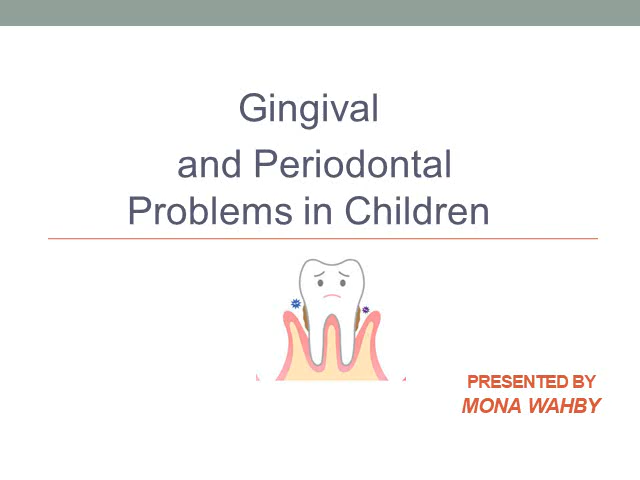 Gingival
and Periodontal
Problems in Children
PRESENTED BY
MONA WAHBY